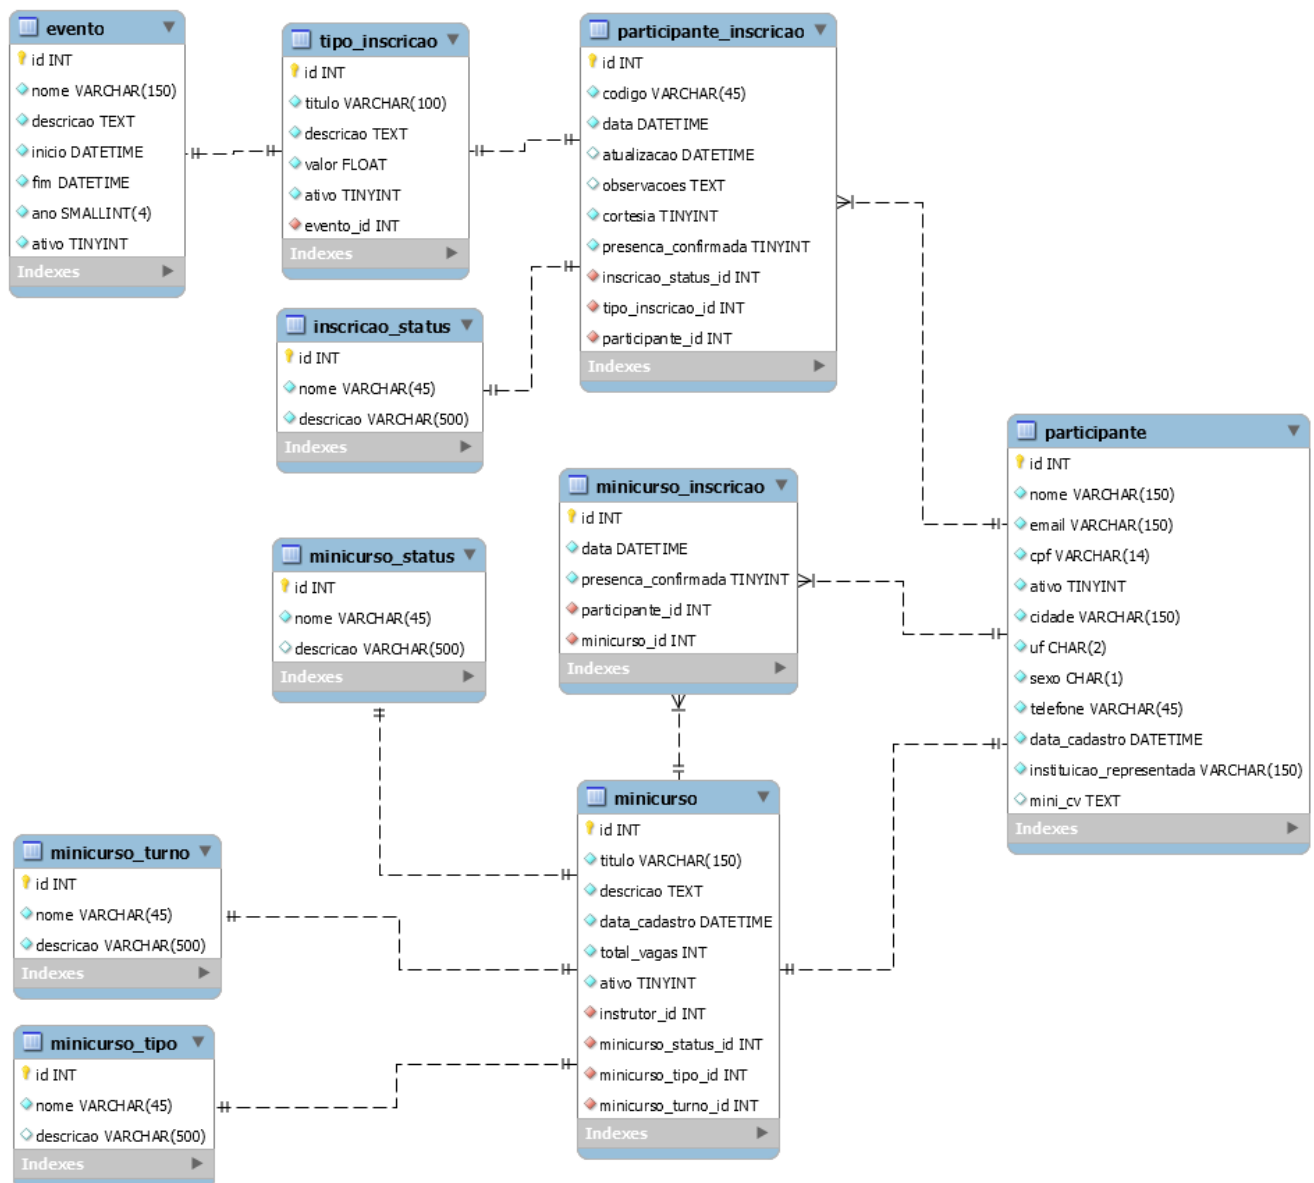 evento
id INT
nome VARCHAR(150)
descricao TEXT
inicio DATETIME
fim DATETIME
ano SMALLINT(4)
ativo TINYINT
Indexes
tipo_inscricao
id INT
titulo VARCHAR(100)
descricao TEXT
valor FLOAT
ativo TINYINT
evento_id INT
Indexes
participante_inscricao
id INT
codigo VARCHAR(45)
data DATETIME
atualizacao DATETIME
observacoes TEXT
cortesia TINYINT
presenca_confirmada TINYINT
inscricao_status_id INT
tipo_inscricao_id INT
participante_id INT
Indexes
inscricao_status
id INT
nome VARCHAR(45)
descricao VARCHAR(500)
Indexes
participante
id INT
nome VARCHAR(150)
email VARCHAR(150)
cpf VARCHAR(14)
ativo TINYINT
cidade VARCHAR(150)
uf CHAR(2)
sexo CHAR(1)
telefone VARCHAR(45)
data_cadastro DATETIME
instituicao_representada VARCHAR(150)
mini_cv TEXT
Indexes
minicurso_inscricao
id INT
data DATETIME
presenca_confirmada TINYINT
participante_id INT
minicurso_id INT
Indexes
minicurso_status
id INT
nome VARCHAR(45)
descricao VARCHAR(500)
Indexes
minicurso
id INT
titulo VARCHAR(150)
descricao TEXT
data_cadastro DATETIME
total_vagas INT
ativo TINYINT
instrutor_id INT
minicurso_status_id INT
minicurso_tipo_id INT
minicurso_turno_id INT
Indexes
minicurso_turno
id INT
nome VARCHAR(45)
descricao VARCHAR(500)
Indexes
minicurso_tipo
id INT
nome VARCHAR(45)
descricao VARCHAR(500)
Indexes